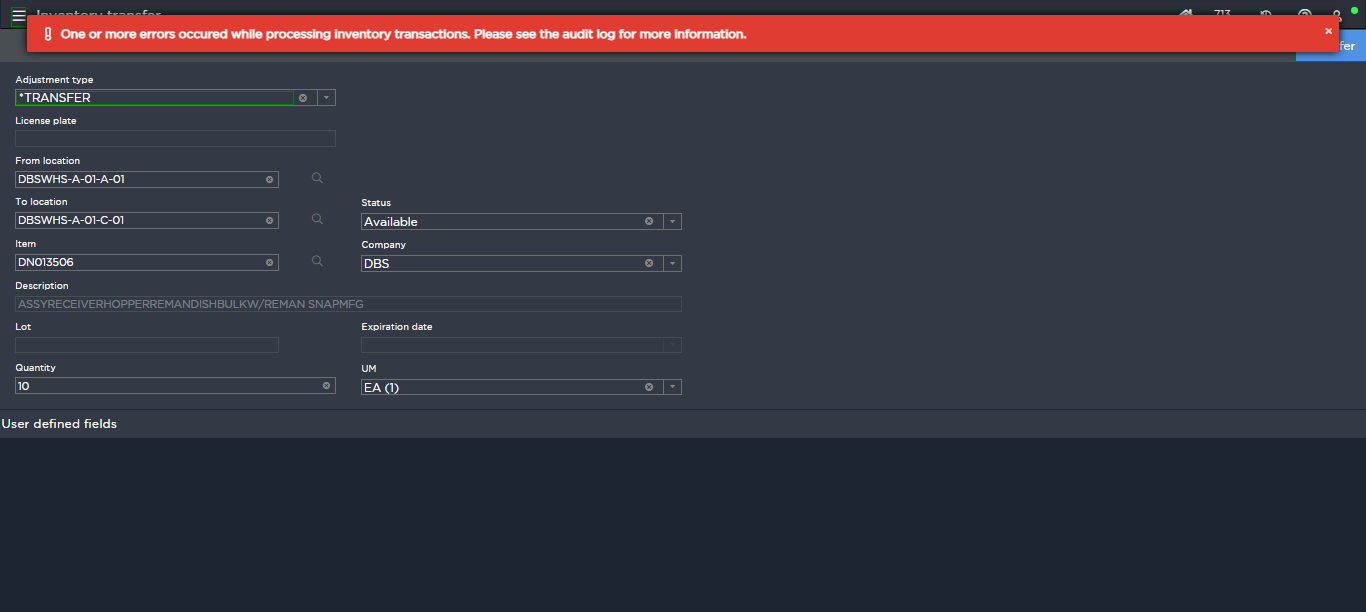 Inventory transfer
713
One or more errors occured while processing inventory transactions. Please see the audit log for more information.
fer
Adjustment type
*TRANSFER
License plate
From location
DBSWHS-A-01-A-01
To location
DBSWHS-A-01-C-01
Status
Available
Item
DN013506
Company
DBS
Description
ASSYRECEIVERHOPPERREMANDISHBULKW/REMAN SNAPMFG
Lot
Expiration date
Quantity
10
UM
EA (1)
User defined fields